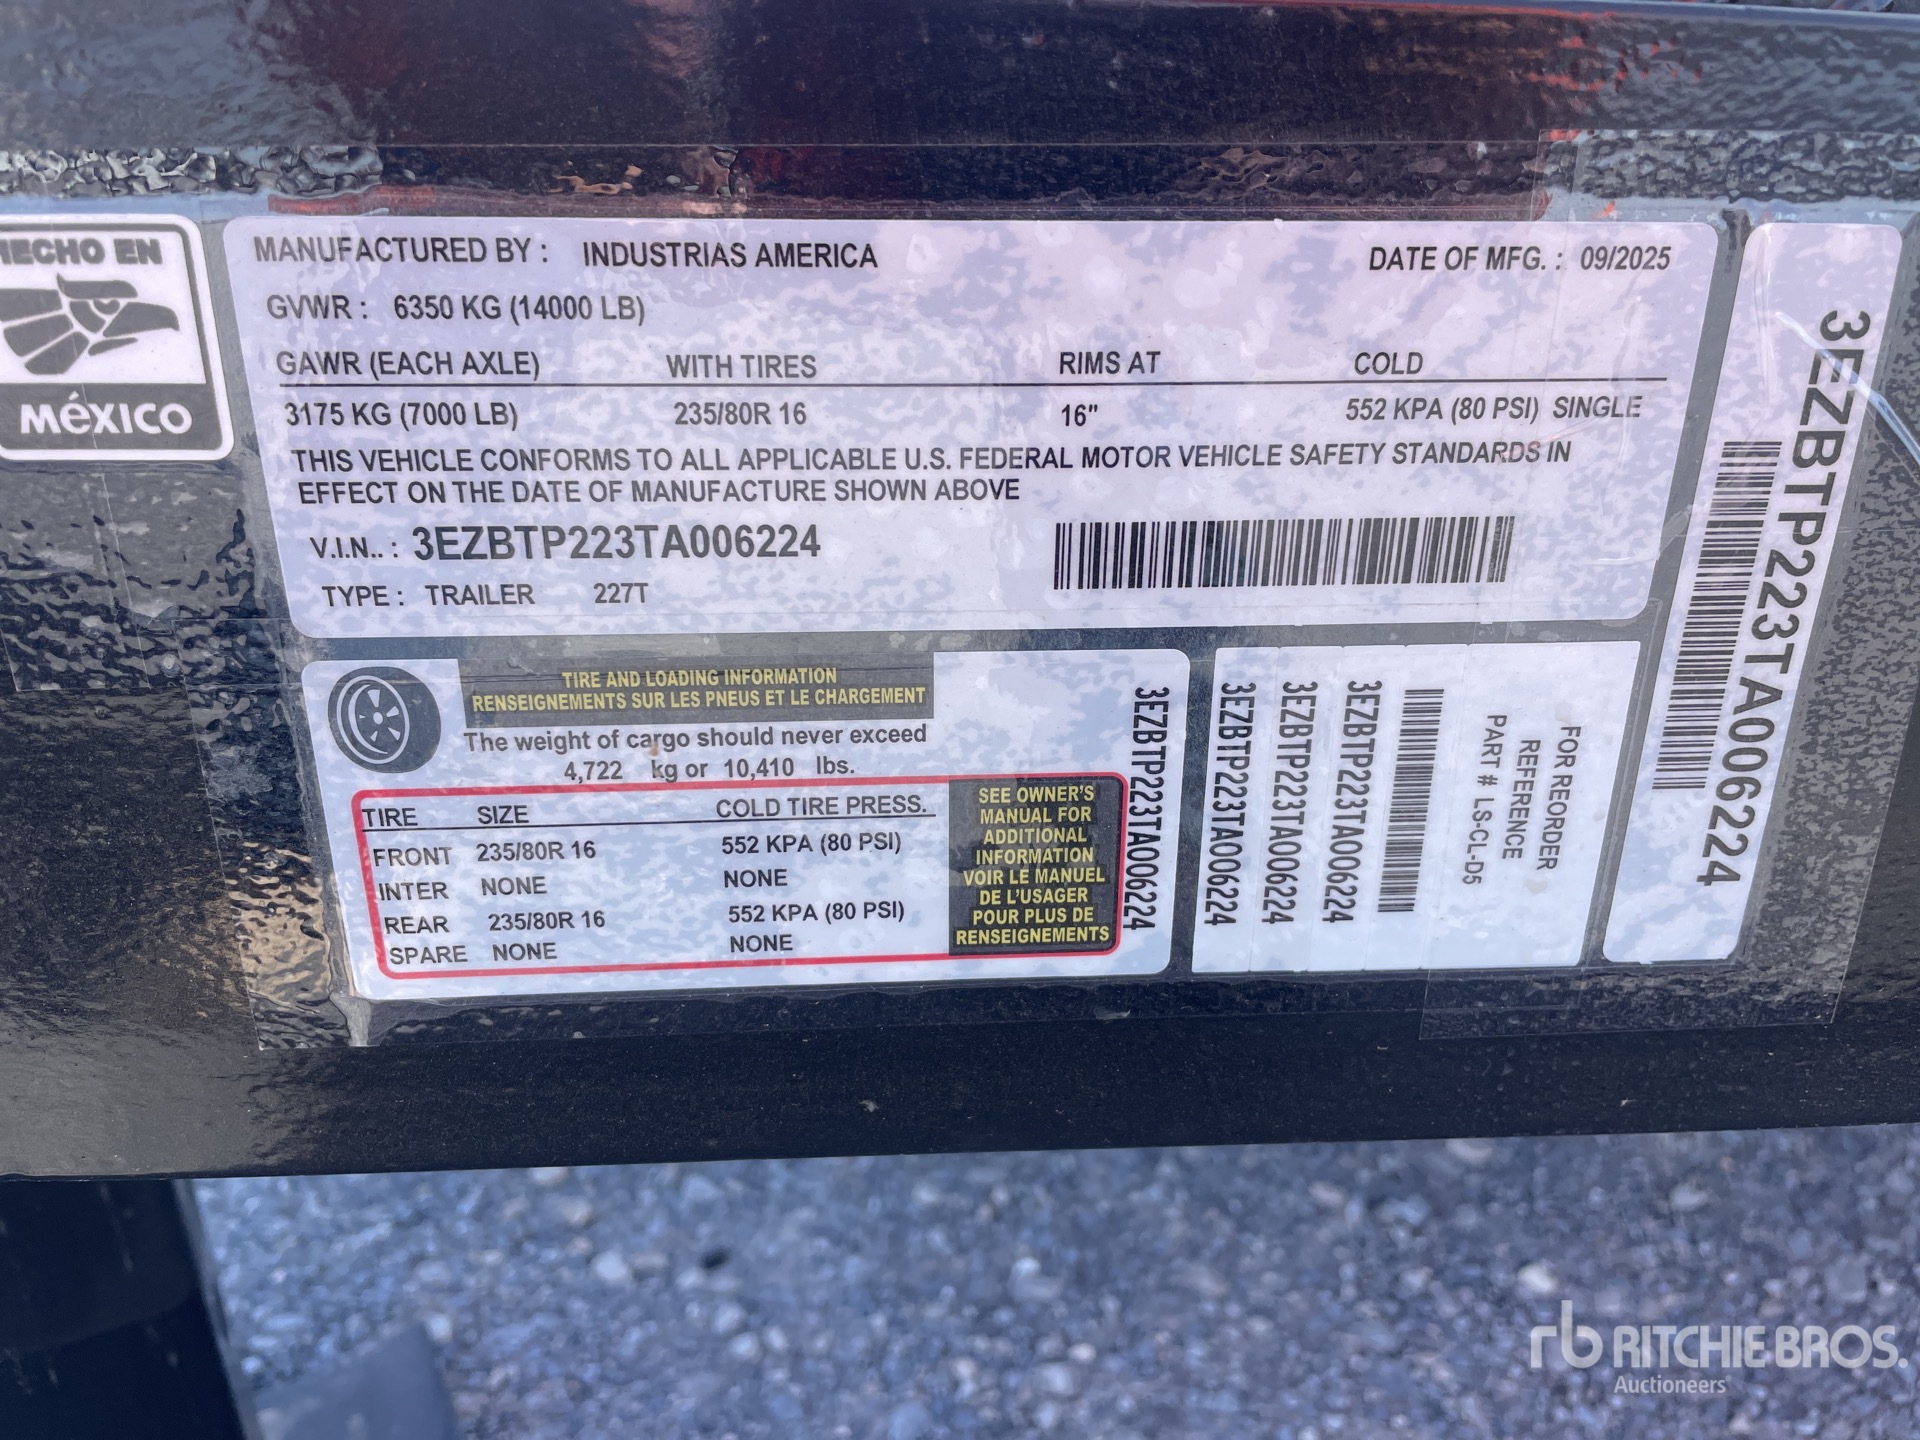 HECHO EN
MéXICO
MANUFACTURED BY : INDUSTRIAS AMERICA DATE OF MFG. : 09/2025
GVWR : 6350 KG (14000 LB)
GAWR (EACH AXLE) WITH TIRES RIMS AT COLD
3175 KG (7000 LB) 235/80R 16 16" 552 KPA (80 PSI) SINGLE
THIS VEHICLE CONFORMS TO ALL APPLICABLE U.S. FEDERAL MOTOR VEHICLE SAFETY STANDARDS IN
EFFECT ON THE DATE OF MANUFACTURE SHOWN ABOVE
V.I.N.. : 3EZBTP223TA006224
TYPE : TRAILER 227T
3EZBTP223TA006224
TIRE AND LOADING INFORMATION
RENSEIGNEMENTS SUR LES PNEUS ET LE CHARGEMENT
The weight of cargo should never exceed
4,722 kg or 10,410 lbs.
TIRE SIZE COLD TIRE PRESS.
FRONT 235/80R 16 552 KPA (80 PSI)
INTER NONE NONE
REAR 235/80R 16 552 KPA (80 PSI)
SPARE NONE NONE
SEE OWNER'S
MANUAL FOR
ADDITIONAL
INFORMATION
VOIR LE MANUEL
DE L'USAGER
POUR PLUS DE
RENSEIGNEMENTS
3EZBTP223TA006224
3EZBTP223TA006224
3EZBTP223TA006224
3EZBTP223TA006224
FOR REORDER
REFERENCE
PART # LS-CL-D5
rb RITCHIE BROS.
Auctioneers